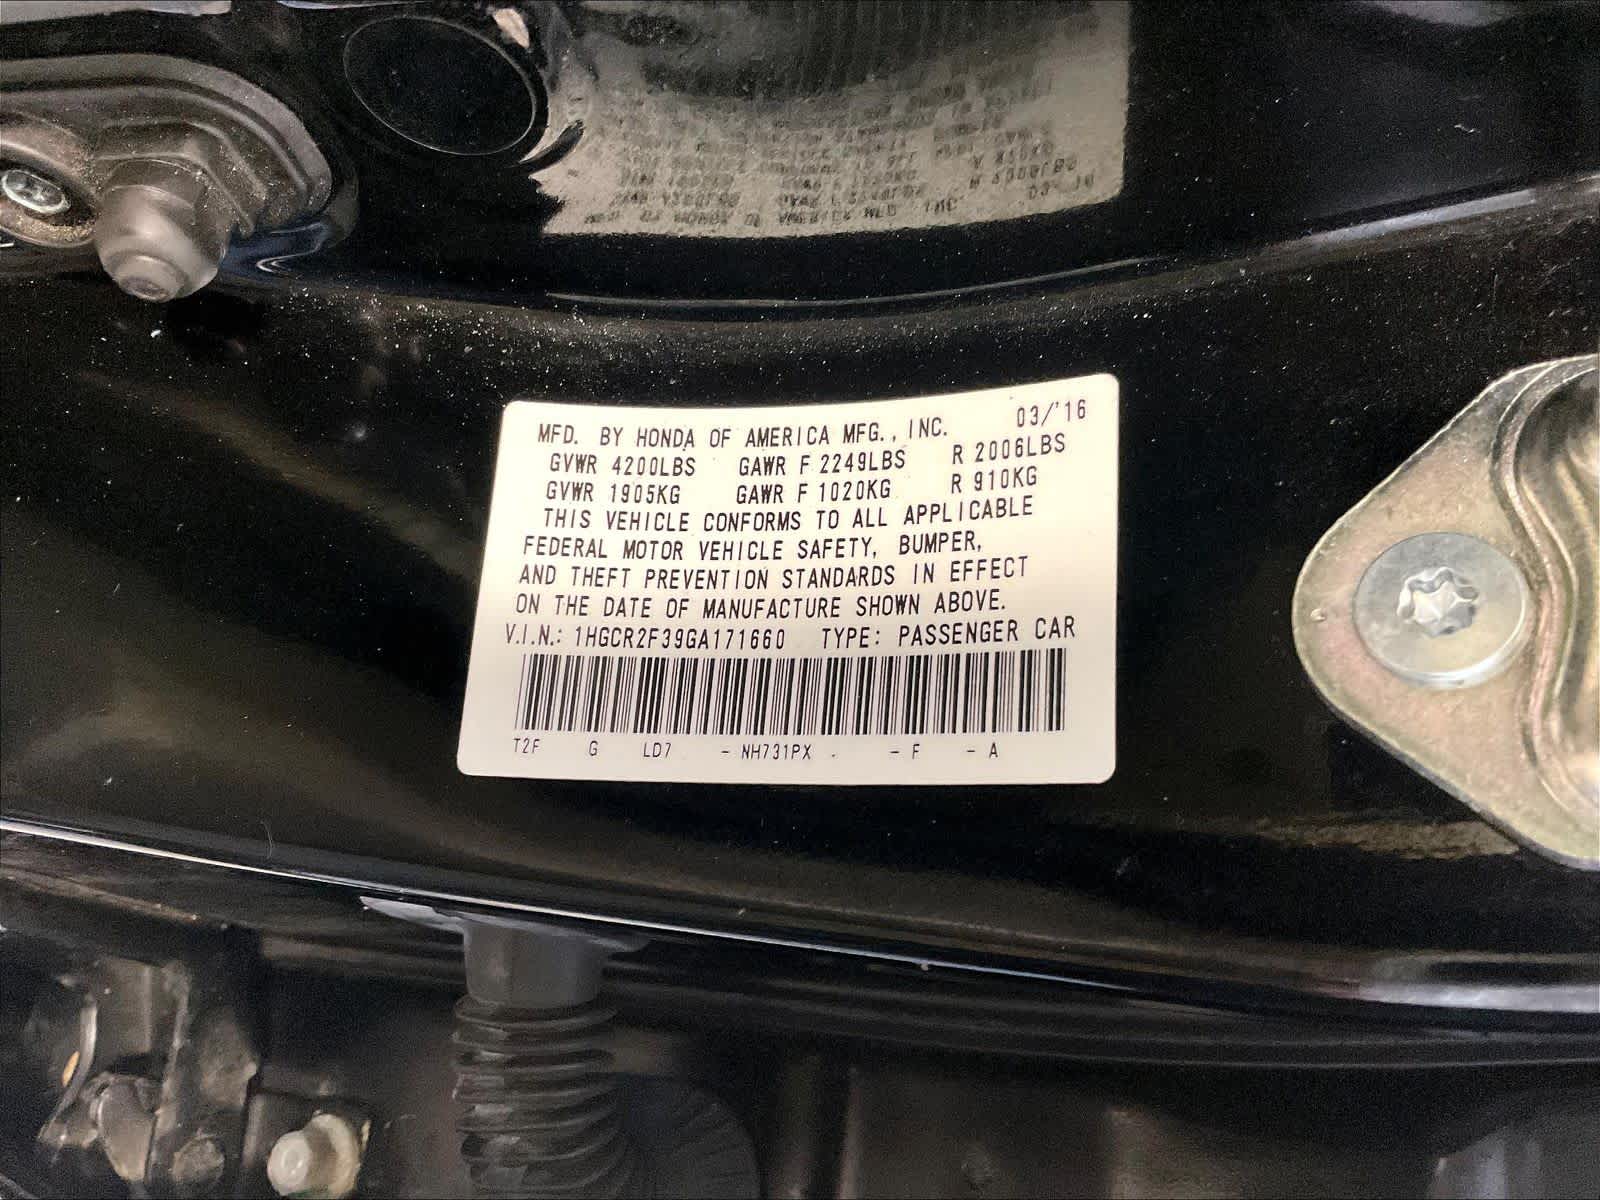 MFD. BY HONDA OF AMERICA MFG., INC. 03/'16
GVWR 4200LBS GAWR F 2249LBS R 2006LBS
GVWR 1905KG GAWR F 1020KG R 910KG
THIS VEHICLE CONFORMS TO ALL APPLICABLE
FEDERAL MOTOR VEHICLE SAFETY, BUMPER,
AND THEFT PREVENTION STANDARDS IN EFFECT
ON THE DATE OF MANUFACTURE SHOWN ABOVE.
V.I.N.: 1HGCR2F39GA171660 TYPE: PASSENGER CAR
T2F G LD7 - NH731PX . - F - A